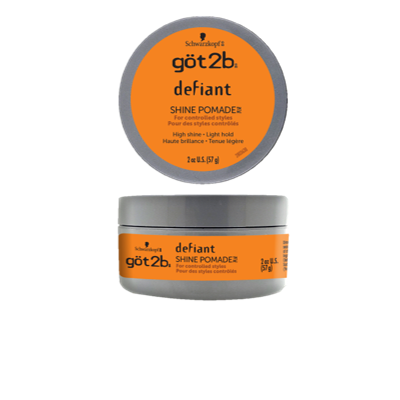 Schwarzkopf
göt2b
defiant
SHINE POMADE
For controlled styles
Pour des styles contrôlés
High shine • Light hold
Haute brillance • Tenue légère
2 oz U.S. (57 g)
Schwarzkopf
göt2b
defiant
SHINE POMADE
For controlled styles
Pour des styles contrôlés
2 oz U.S.
(57 g)